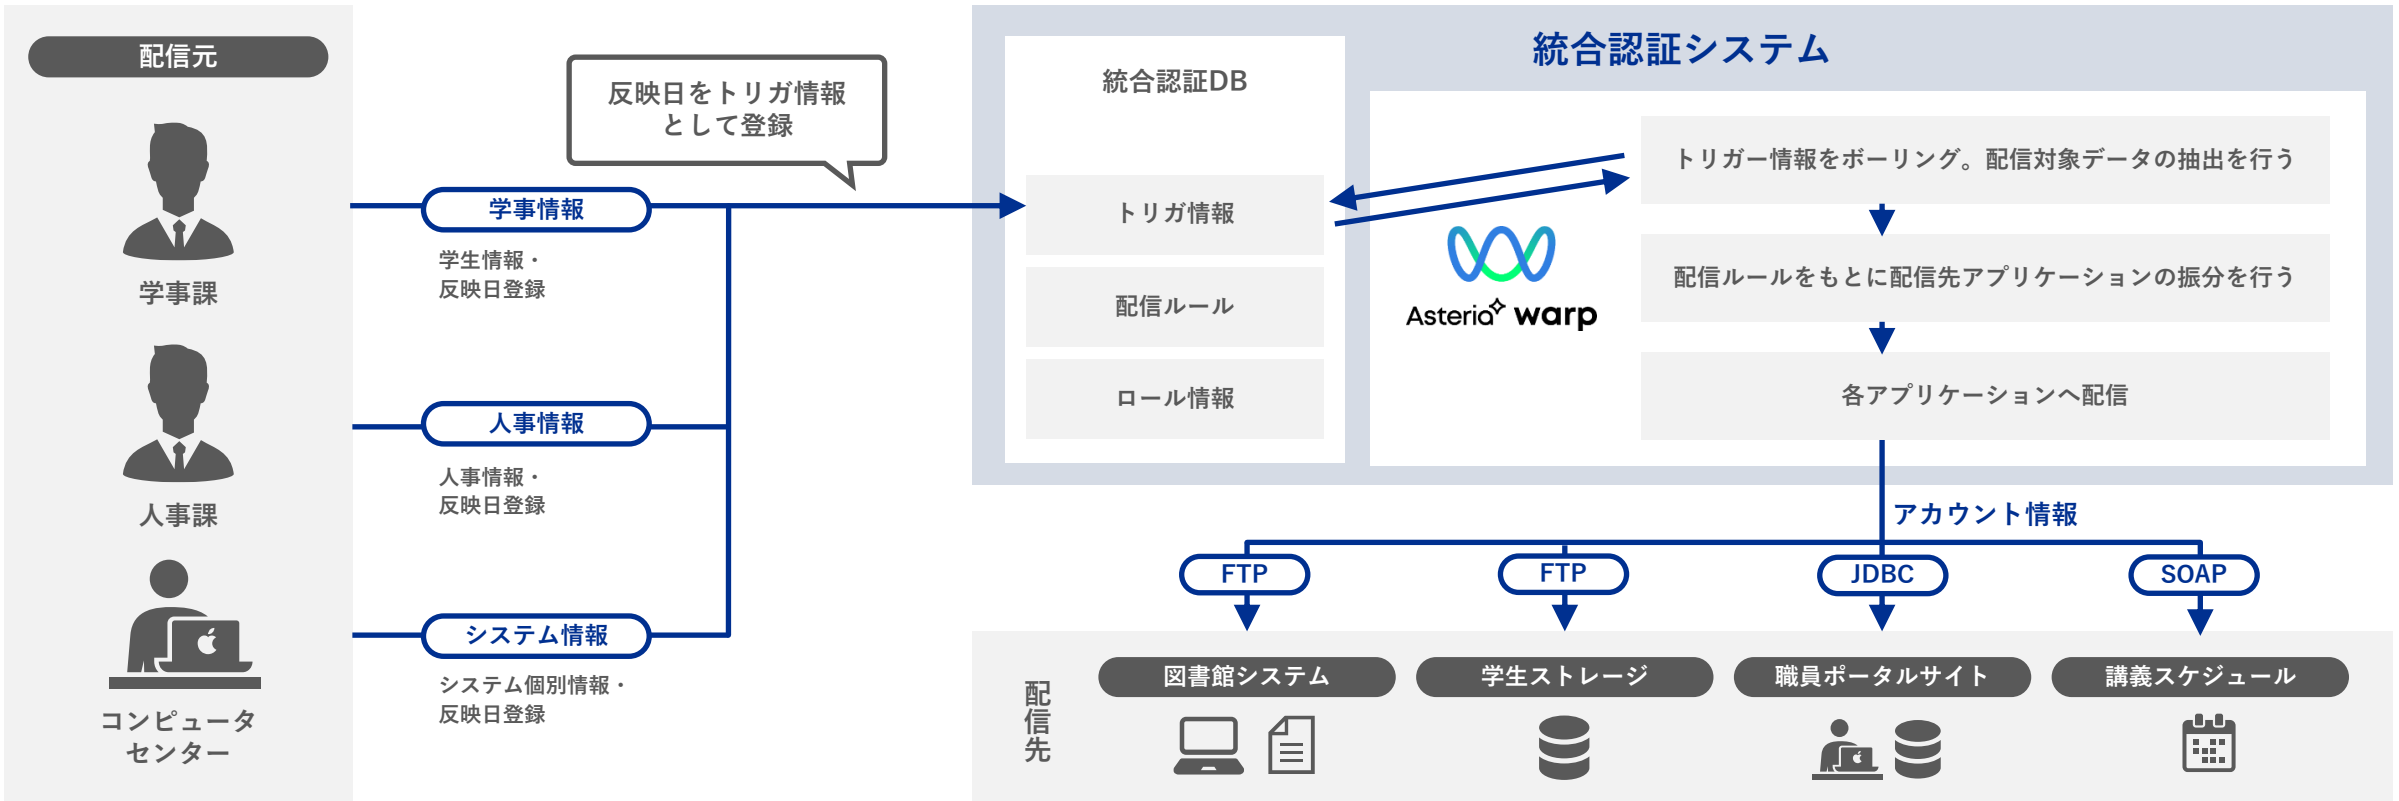 配信元
学事課
人事課
コンピュータ
センター
反映日をトリガ情報
として登録
学事情報
学生情報・
反映日登録
人事情報
人事情報・
反映日登録
システム情報
システム個別情報・
反映日登録
統合認証システム
統合認証DB
トリガ情報
配信ルール
ロール情報
Asteria warp
トリガー情報をポーリング。配信対象データの抽出を行う
配信ルールをもとに配信先アプリケーションの振分を行う
各アプリケーションへ配信
アカウント情報
FTP
FTP
JDBC
SOAP
配信先
図書館システム
学生ストレージ
職員ポータルサイト
講義スケジュール